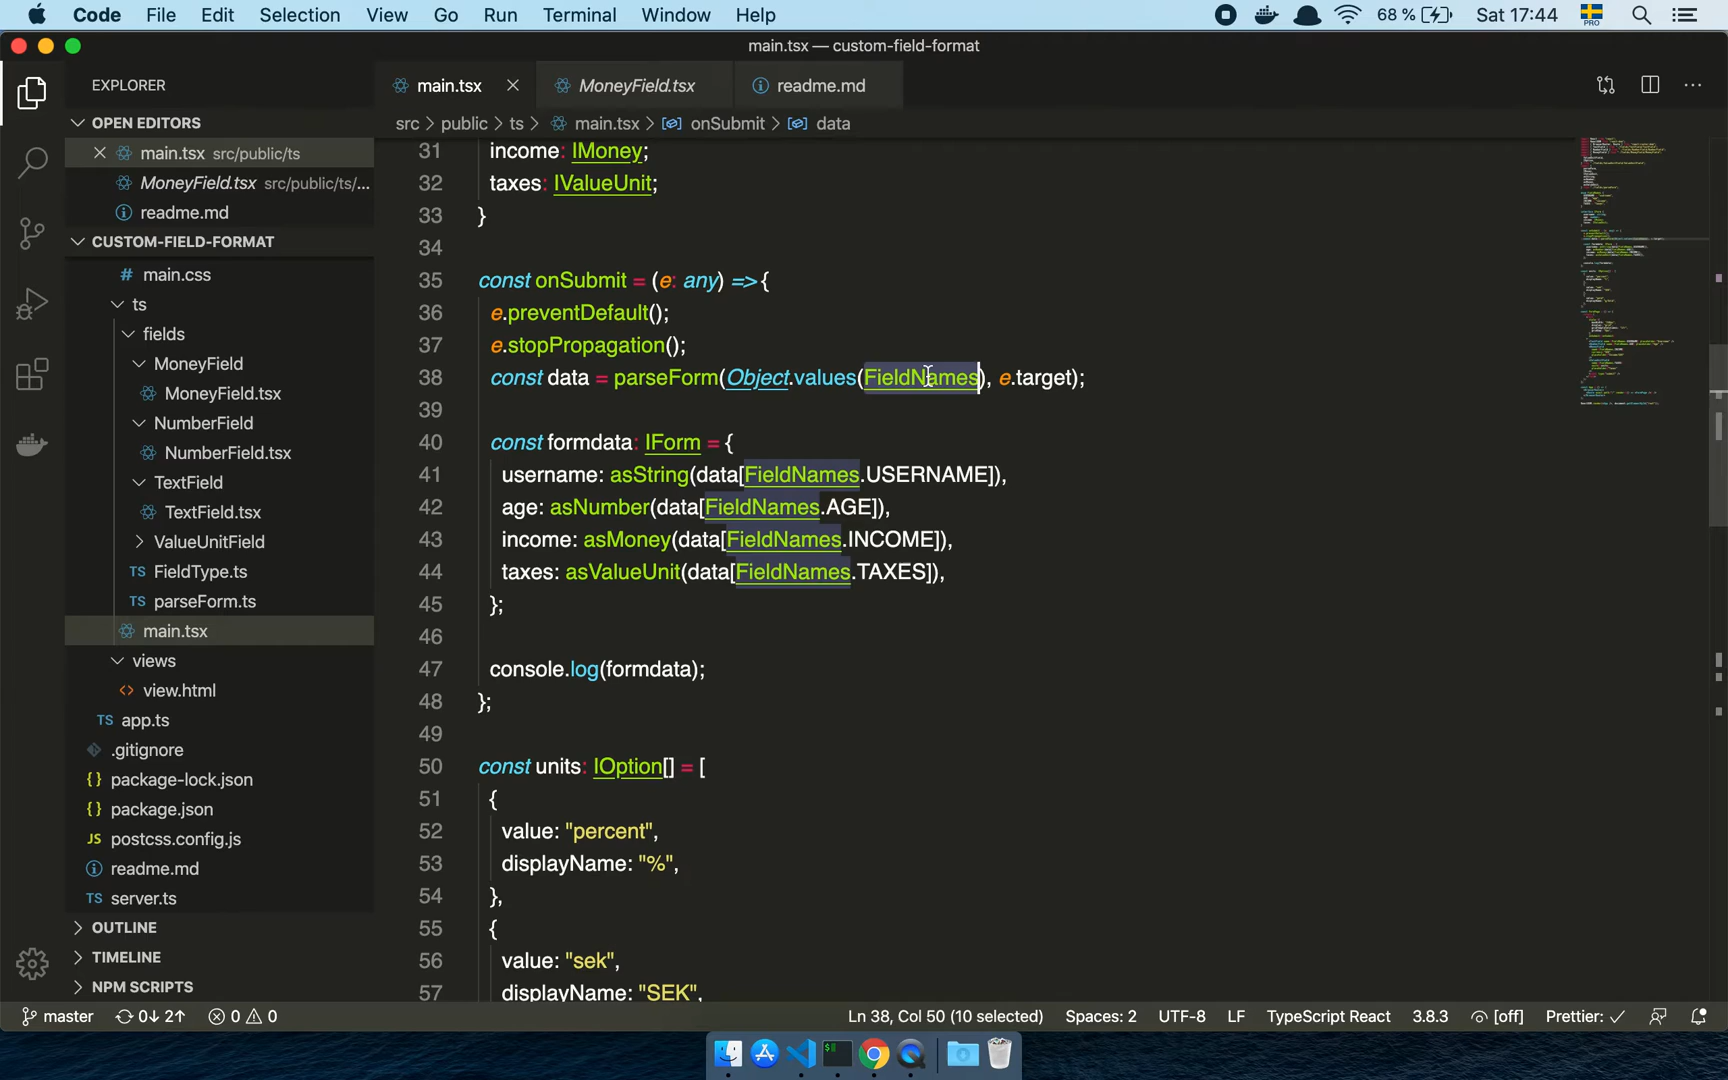 Code File Edit Selection View Go Run Terminal Window Help 68 % Sat 17:44 PRO
main.tsx — custom-field-format
EXPLORER
main.tsx MoneyField.tsx readme.md
OPEN EDITORS
src > public > ts > main.tsx > onSubmit > data
main.tsx src/public/ts
MoneyField.tsx src/public/ts/...
readme.md
CUSTOM-FIELD-FORMAT
# main.css
ts
fields
MoneyField
MoneyField.tsx
NumberField
NumberField.tsx
TextField
TextField.tsx
ValueUnitField
TS FieldType.ts
TS parseForm.ts
main.tsx
views
<> view.html
TS app.ts
.gitignore
{} package-lock.json
{} package.json
JS postcss.config.js
readme.md
TS server.ts
OUTLINE
TIMELINE
NPM SCRIPTS
31 income: IMoney;
32 taxes: IValueUnit;
33 }
34
35 const onSubmit = (e: any) => {
36 e.preventDefault();
37 e.stopPropagation();
38 const data = parseForm(Object.values(FieldNames), e.target);
39
40 const formdata: IForm = {
41 username: asString(data[FieldNames.USERNAME]),
42 age: asNumber(data[FieldNames.AGE]),
43 income: asMoney(data[FieldNames.INCOME]),
44 taxes: asValueUnit(data[FieldNames.TAXES]),
45 };
46
47 console.log(formdata);
48 };
49
50 const units: IOption[] = [
51 {
52 value: "percent",
53 displayName: "%",
54 },
55 {
56 value: "sek",
57 displayName: "SEK",
master 0↓ 2↑ 0 0 Ln 38, Col 50 (10 selected) Spaces: 2 UTF-8 LF TypeScript React 3.8.3 [off] Prettier: ✓